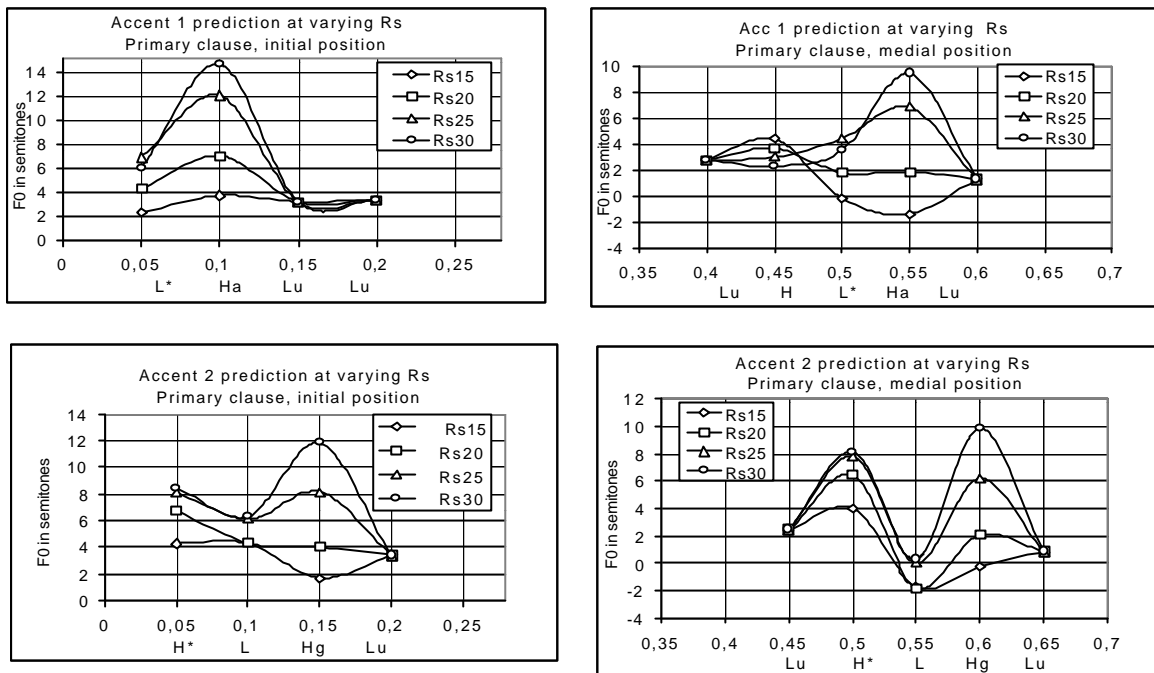 Accent 1 prediction at varying Rs
Primary clause, initial position
F0 in semitones
14
12
10
8
6
4
2
0
Rs15
Rs20
Rs25
Rs30
0 0,05 0,1 0,15 0,2 0,25
L* Ha Lu Lu
Acc 1 prediction at varying Rs
Primary clause, medial position
F0 in semitones
10
8
6
4
2
0
-2
-4
Rs15
Rs20
Rs25
Rs30
0,35 0,4 0,45 0,5 0,55 0,6 0,65 0,7
Lu H L* Ha Lu
Accent 2 prediction at varying Rs
Primary clause, initial position
F0 in semitones
14
12
10
8
6
4
2
0
Rs15
Rs20
Rs25
Rs30
0 0,05 0,1 0,15 0,2 0,25
H* L Hg Lu
Accent 2 prediction at varying Rs
Primary clause, medial position
F0 in semitones
12
10
8
6
4
2
0
-2
-4
Rs15
Rs20
Rs25
Rs30
0,35 0,4 0,45 0,5 0,55 0,6 0,65 0,7
Lu H* L Hg Lu